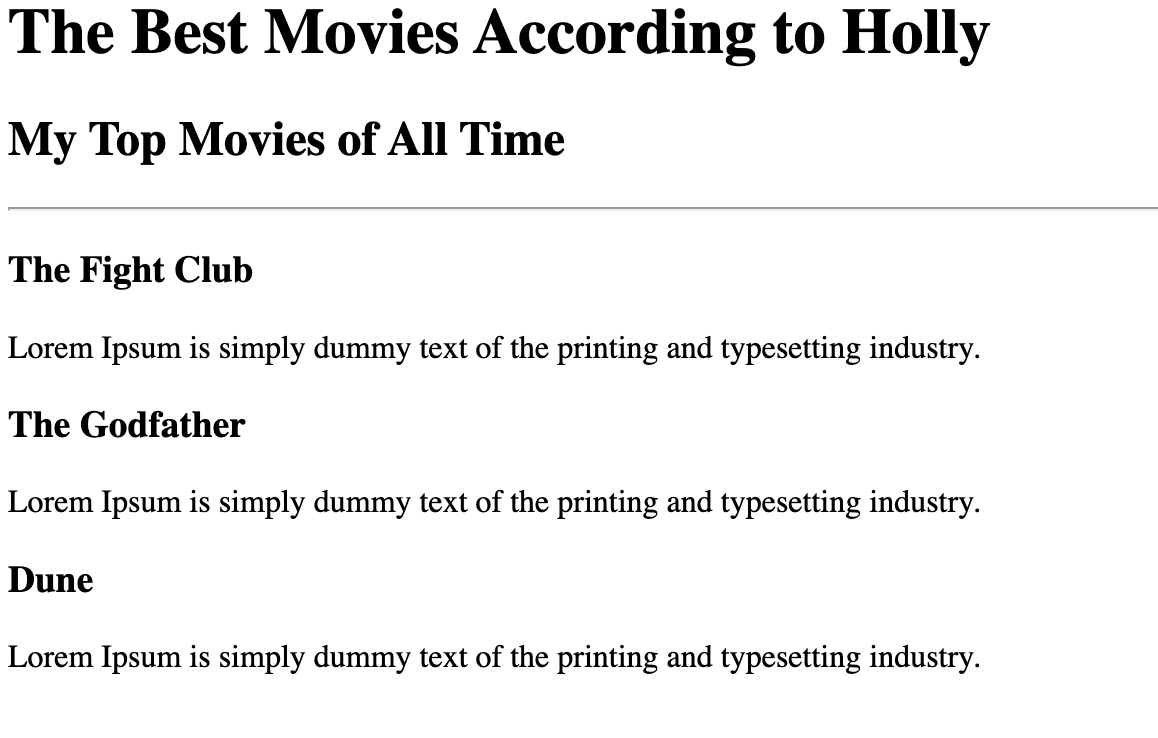 The Best Movies According to Holly
My Top Movies of All Time
The Fight Club
Lorem Ipsum is simply dummy text of the printing and typesetting industry.
The Godfather
Lorem Ipsum is simply dummy text of the printing and typesetting industry.
Dune
Lorem Ipsum is simply dummy text of the printing and typesetting industry.